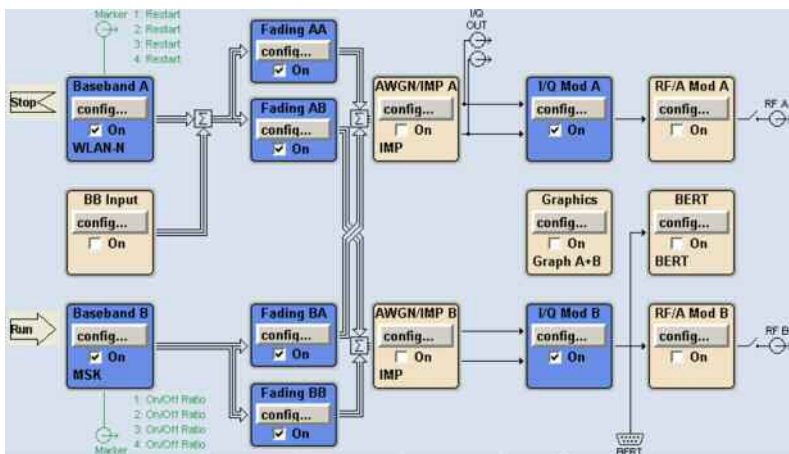 Marker 1: Restart
2: Restart
3: Restart
4: Restart
I/Q
OUT
Stop
Baseband A
config...
On
WLAN-N
Σ
Fading AA
config...
On
Fading AB
config...
On
Σ
AWGN/IMP A
config...
On
IMP
I/Q Mod A
config...
On
RF/A Mod A
config...
On
RF A
BB Input
config...
On
Graphics
config...
On
Graph A+B
BERT
config...
On
BERT
Run
Baseband B
config...
On
MSK
Fading BA
config...
On
Fading BB
config...
On
Σ
AWGN/IMP B
config...
On
IMP
I/Q Mod B
config...
On
RF/A Mod B
config...
On
RF B
1: On/Off Ratio
2: On/Off Ratio
3: On/Off Ratio
Marker 4: On/Off Ratio
BERT